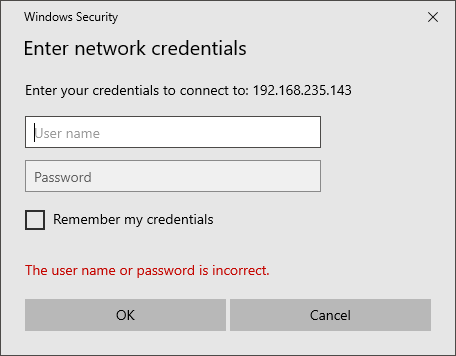 Windows Security
Enter network credentials
Enter your credentials to connect to: 192.168.235.143
User name
Password
Remember my credentials
The user name or password is incorrect.
OK
Cancel